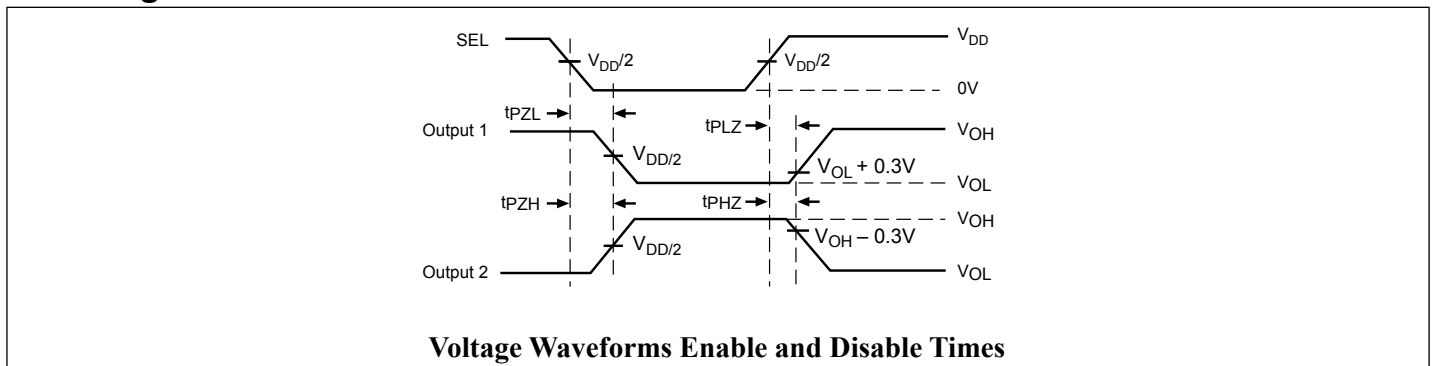 SEL
V_DD/2
V_DD/2
V_DD
0V
tPZL
tPLZ
Output 1
V_OH
V_DD/2
V_OL + 0.3V
V_OL
tPZH
tPHZ
V_OH
V_DD/2
V_OH – 0.3V
Output 2
V_OL
Voltage Waveforms Enable and Disable Times